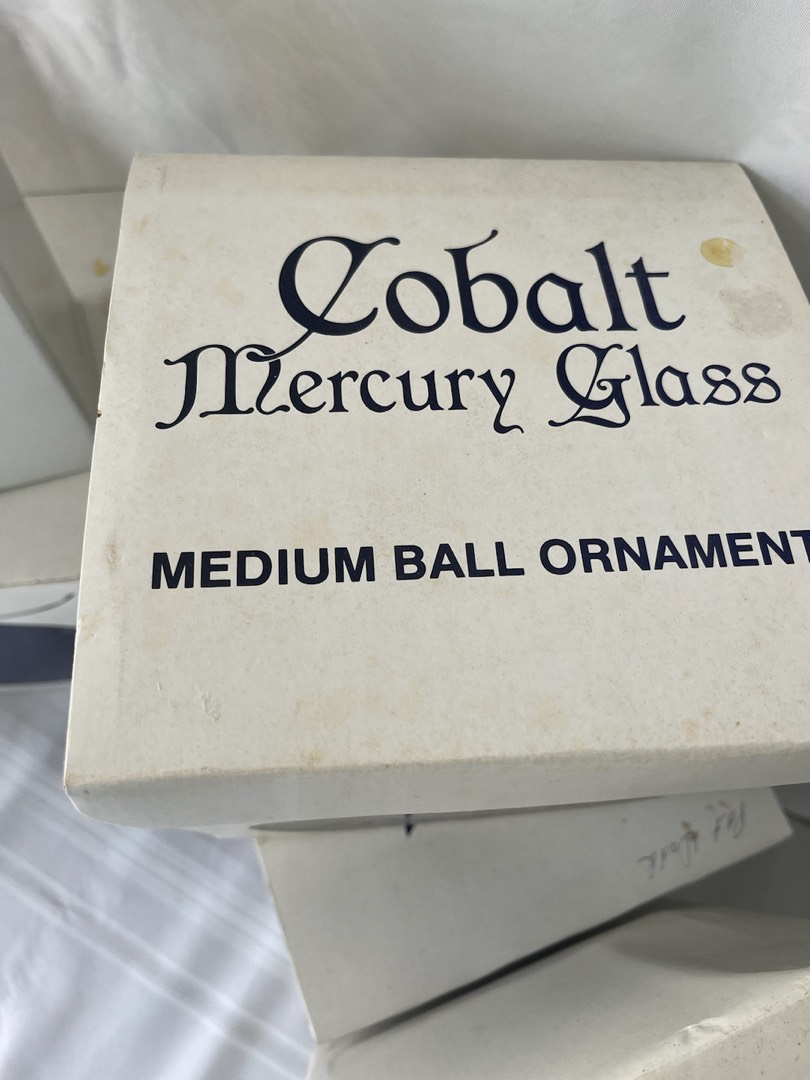 Cobalt
Mercury Glass
MEDIUM BALL ORNAMENT